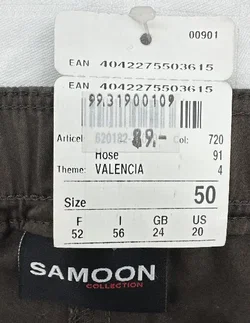 00901
EAN 4042275503615
EAN 4042275503615
99.31900109
Articel 89.- Col: 720
Hose 91
Theme: VALENCIA 4
Size 50
F I GB US
52 56 24 20
SAMOON
COLLECTION